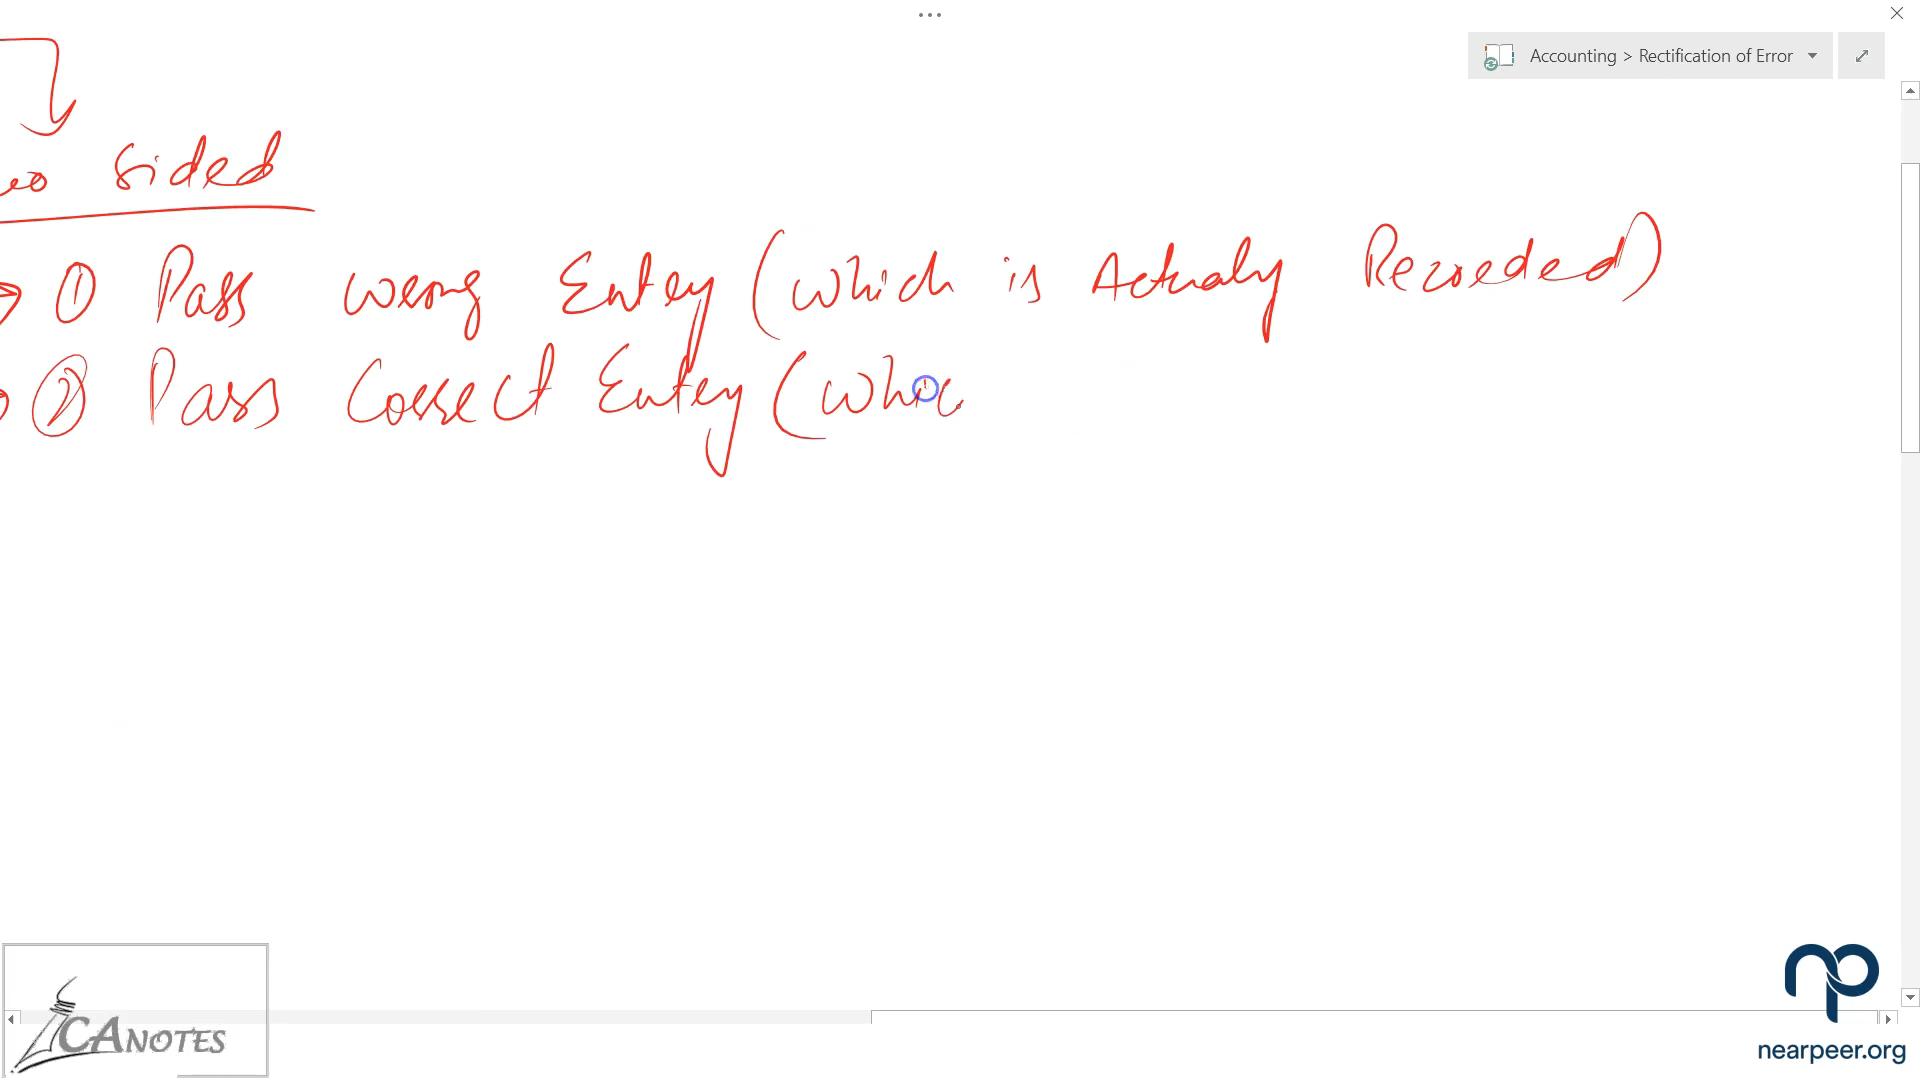 Accounting > Rectification of Error
sided
① Pass wrong Entry (which is Actualy Recorded)
② Pass Correct Entry (whic
CANOTES
np
nearpeer.org